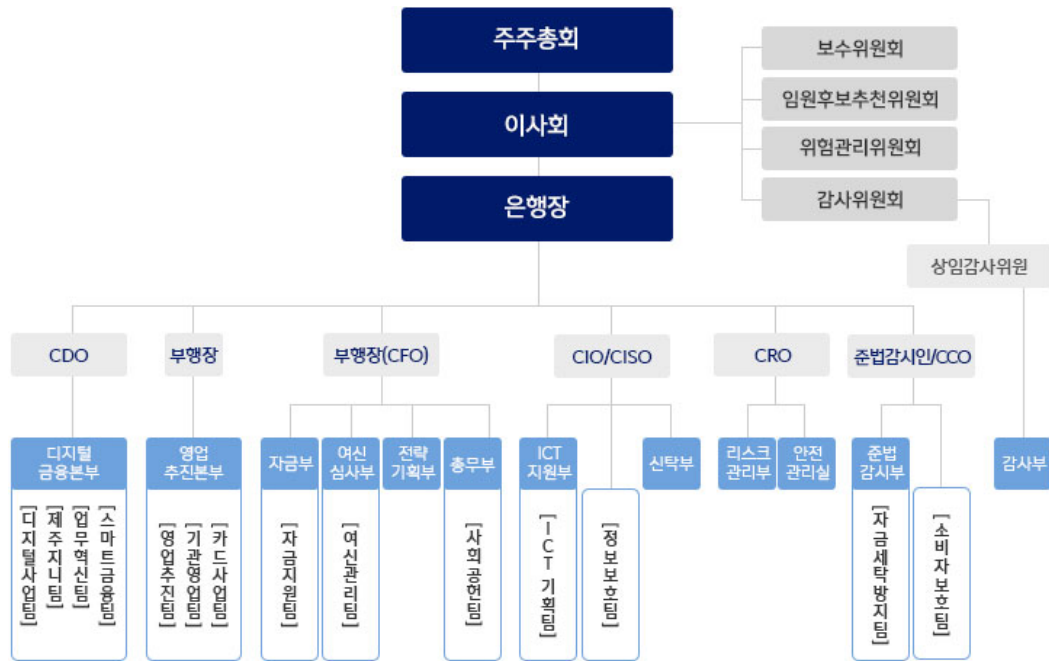 주주총회
이사회
은행장
보수위원회
임원후보추천위원회
위험관리위원회
감사위원회
상임감사위원
CDO
부행장
부행장(CFO)
CIO/CISO
CRO
준법감시인/CCO
디지털
금융본부
영업
추진본부
자금부
여신
심사부
전략
기획부
총무부
ICT
지원부
신탁부
리스크
관리부
안전
관리실
준법
감시부
감사부
[디지털사업팀]
[제주지니팀]
[업무혁신팀]
[스마트금융팀]
[영업추진팀]
[기관영업팀]
[카드사업팀]
[자금지원팀]
[여신관리팀]
[사회공헌팀]
[ICT 기획팀]
[정보보호팀]
[자금세탁방지팀]
[소비자보호팀]